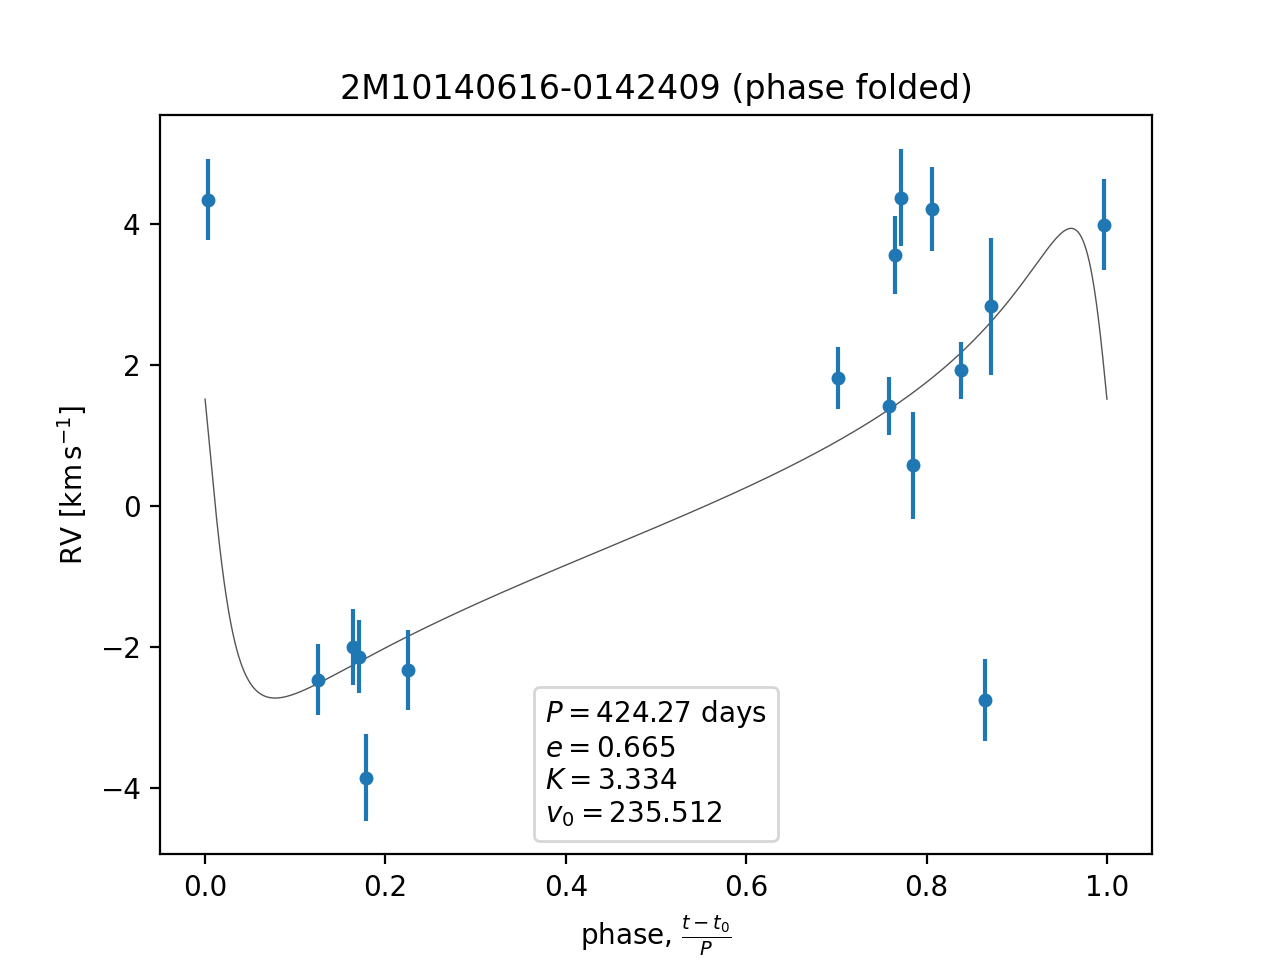 2M10140616-0142409 (phase folded)
RV [km s⁻¹]
4
2
0
−2
−4
P = 424.27 days
e = 0.665
K = 3.334
v₀ = 235.512
0.0 0.2 0.4 0.6 0.8 1.0
phase, (t − t₀)/P